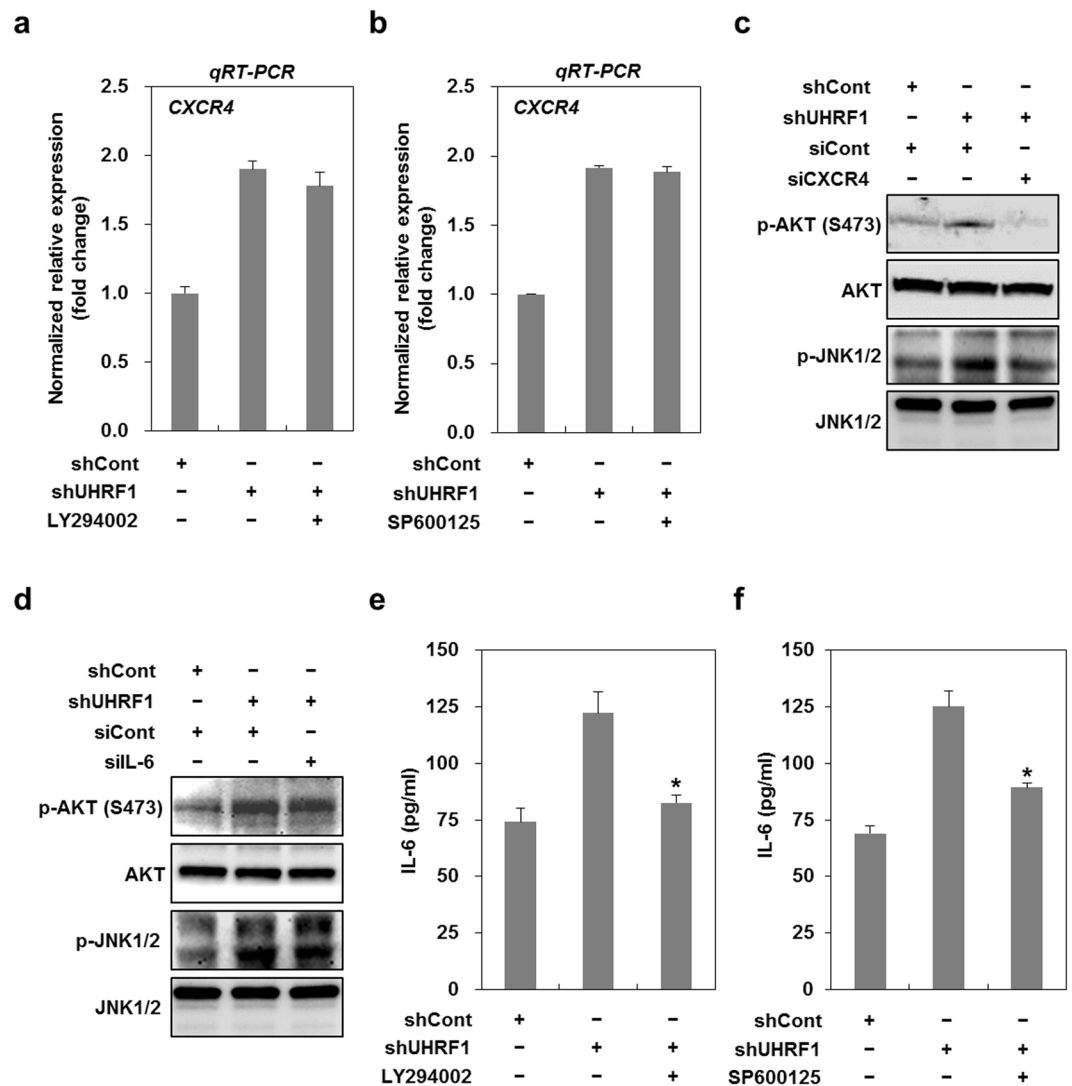 a
qRT-PCR
CXCR4
Normalized relative expression
(fold change)
2.5
2.0
1.5
1.0
0.5
0.0
shCont + − −
shUHRF1 − + +
LY294002 − − +
b
qRT-PCR
CXCR4
Normalized relative expression
(fold change)
2.5
2.0
1.5
1.0
0.5
0.0
shCont + − −
shUHRF1 − + +
SP600125 − − +
c
shCont + − −
shUHRF1 − + +
siCont + + −
siCXCR4 − − +
p-AKT (S473)
AKT
p-JNK1/2
JNK1/2
d
shCont + − −
shUHRF1 − + +
siCont + + −
siIL-6 − − +
p-AKT (S473)
AKT
p-JNK1/2
JNK1/2
e
IL-6 (pg/ml)
150
125
100
75
50
25
0
*
shCont + − −
shUHRF1 − + +
LY294002 − − +
f
IL-6 (pg/ml)
150
125
100
75
50
25
0
*
shCont + − −
shUHRF1 − + +
SP600125 − − +